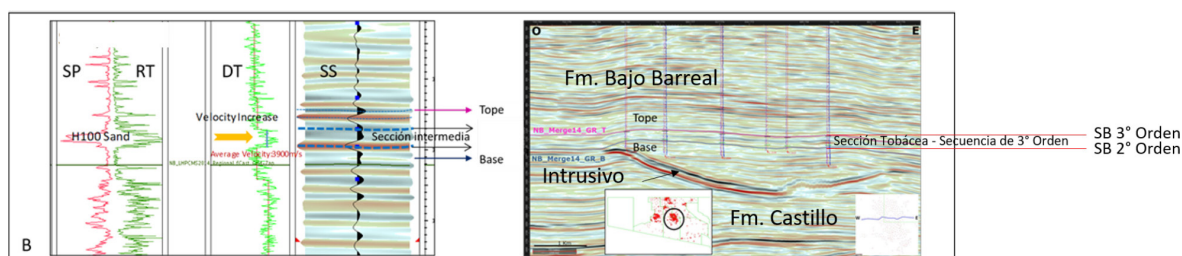 SP
RT
DT
SS
Velocity Increase
H100 Sand
Average Velocity:3900m/s
Tope
Sección intermedia
Base
B
O
E
Fm. Bajo Barreal
Tope
NB_Merge14_GR_T
Base
NB_Merge14_GR_B
Sección Tobácea - Secuencia de 3° Orden
SB 3° Orden
SB 2° Orden
Intrusivo
Fm. Castillo
1 Km
W
E